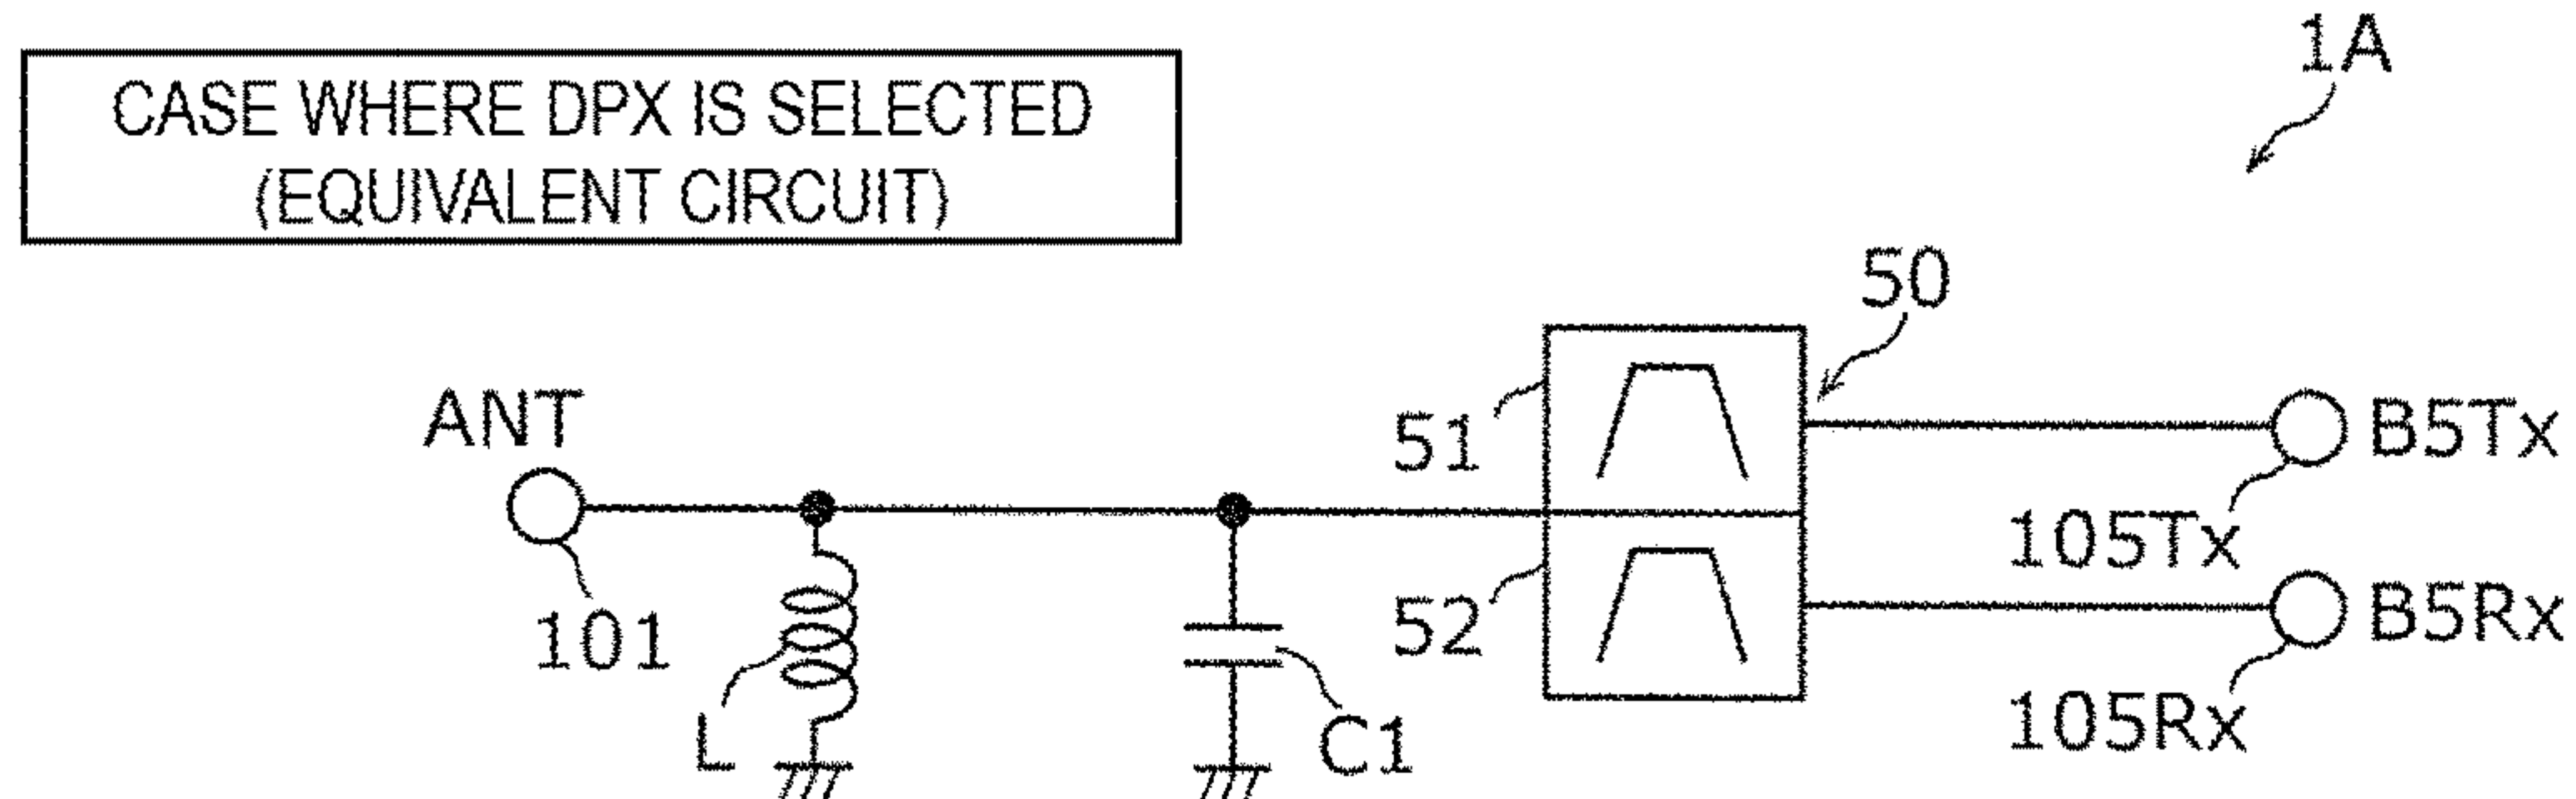 1A
CASE WHERE DPX IS SELECTED
(EQUIVALENT CIRCUIT)
50
ANT
51
B5Tx
105Tx
101
52
B5Rx
L
C1
105Rx